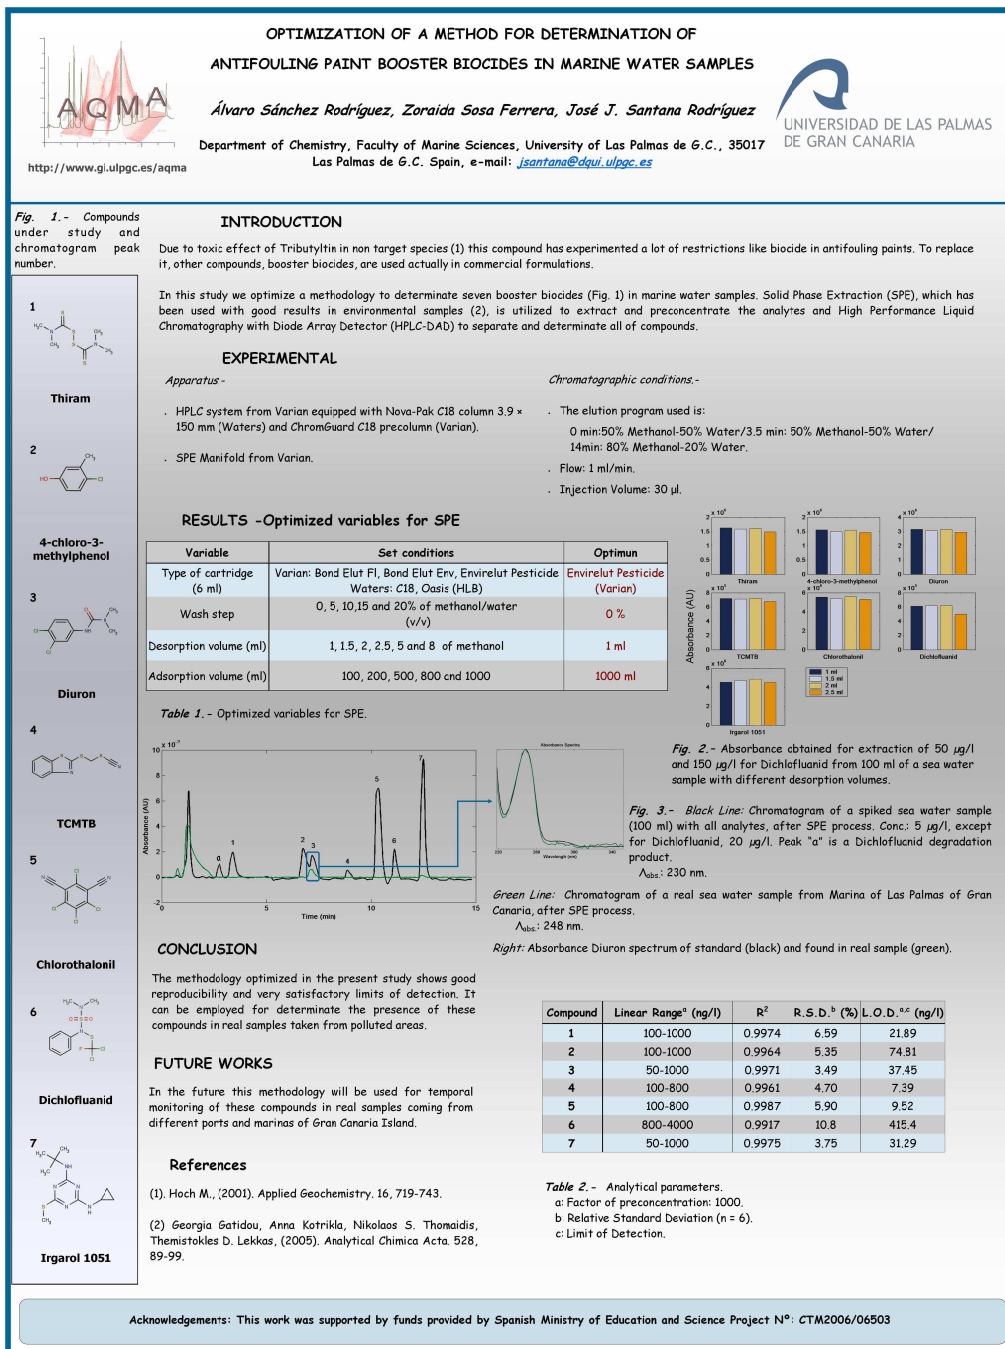 OPTIMIZATION OF A METHOD FOR DETERMINATION OF
ANTIFOULING PAINT BOOSTER BIOCIDES IN MARINE WATER SAMPLES
AQMA
Álvaro Sánchez Rodríguez, Zoraida Sosa Ferrera, José J. Santana Rodríguez
UNIVERSIDAD DE LAS PALMAS
DE GRAN CANARIA
Department of Chemistry, Faculty of Marine Sciences, University of Las Palmas de G.C., 35017
Las Palmas de G.C. Spain, e-mail: jsantana@dqui.ulpgc.es
http://www.gi.ulpgc.es/aqma
Fig. 1.- Compounds
under study and
chromatogram peak
number.
1
Thiram
2
4-chloro-3-
methylphenol
3
Diuron
4
TCMTB
5
Chlorothalonil
6
Dichlofluanid
7
Irgarol 1051
INTRODUCTION
Due to toxic effect of Tributyltin in non target species (1) this compound has experimented a lot of restrictions like biocide in antifouling paints. To replace
it, other compounds, booster biocides, are used actually in commercial formulations.
In this study we optimize a methodology to determinate seven booster biocides (Fig. 1) in marine water samples. Solid Phase Extraction (SPE), which has
been used with good results in environmental samples (2), is utilized to extract and preconcentrate the analytes and High Performance Liquid
Chromatography with Diode Array Detector (HPLC-DAD) to separate and determinate all of compounds.
EXPERIMENTAL
Apparatus.-
. HPLC system from Varian equipped with Nova-Pak C18 column 3.9 ×
150 mm (Waters) and ChromGuard C18 precolumn (Varian).
. SPE Manifold from Varian.
Chromatographic conditions.-
. The elution program used is:
0 min:50% Methanol-50% Water/3.5 min: 50% Methanol-50% Water/
14min: 80% Methanol-20% Water.
. Flow: 1 ml/min.
. Injection Volume: 30 µl.
RESULTS -Optimized variables for SPE
Variable Set conditions Optimun
Type of cartridge (6 ml) Varian: Bond Elut Fl, Bond Elut Env, Envirelut Pesticide Waters: C18, Oasis (HLB) Envirelut Pesticide (Varian)
Wash step 0, 5, 10,15 and 20% of methanol/water (v/v) 0 %
Desorption volume (ml) 1, 1.5, 2, 2.5, 5 and 8 of methanol 1 ml
Adsorption volume (ml) 100, 200, 500, 800 and 1000 1000 ml
Table 1.- Optimized variables for SPE.
Absorbance (AU)
Thiram
4-chloro-3-methylphenol
Diuron
TCMTB
Chlorothalonil
Dichlofluanid
Irgarol 1051
1 ml
1.5 ml
2 ml
2.5 ml
Fig. 2.- Absorbance obtained for extraction of 50 µg/l
and 150 µg/l for Dichlofluanid from 100 ml of a sea water
sample with different desorption volumes.
Absorbance (AU)
Time (min)
0 5 10 15
Absorbance Spectra
Wavelength (nm)
Fig. 3.- Black Line: Chromatogram of a spiked sea water sample
(100 ml) with all analytes, after SPE process. Conc.: 5 µg/l, except
for Dichlofluanid, 20 µg/l. Peak "a" is a Dichlofluanid degradation
product.
Λabs.: 230 nm.
Green Line: Chromatogram of a real sea water sample from Marina of Las Palmas of Gran
Canaria, after SPE process.
Λabs.: 248 nm.
Right: Absorbance Diuron spectrum of standard (black) and found in real sample (green).
CONCLUSION
The methodology optimized in the present study shows good
reproducibility and very satisfactory limits of detection. It
can be employed for determinate the presence of these
compounds in real samples taken from polluted areas.
FUTURE WORKS
In the future this methodology will be used for temporal
monitoring of these compounds in real samples coming from
different ports and marinas of Gran Canaria Island.
References
(1). Hoch M., (2001). Applied Geochemistry. 16, 719-743.
(2) Georgia Gatidou, Anna Kotrikla, Nikolaos S. Thomaidis,
Themistokles D. Lekkas, (2005). Analytical Chimica Acta. 528,
89-99.
Compound Linear Range a (ng/l) R2 R.S.D. b (%) L.O.D. a,c (ng/l)
1 100-1000 0.9974 6.59 21.89
2 100-1000 0.9964 5.35 74.81
3 50-1000 0.9971 3.49 37.45
4 100-800 0.9961 4.70 7.39
5 100-800 0.9987 5.90 9.52
6 800-4000 0.9917 10.8 415.4
7 50-1000 0.9975 3.75 31.29
Table 2.- Analytical parameters.
a: Factor of preconcentration: 1000.
b Relative Standard Deviation (n = 6).
c: Limit of Detection.
Acknowledgements: This work was supported by funds provided by Spanish Ministry of Education and Science Project Nº: CTM2006/06503